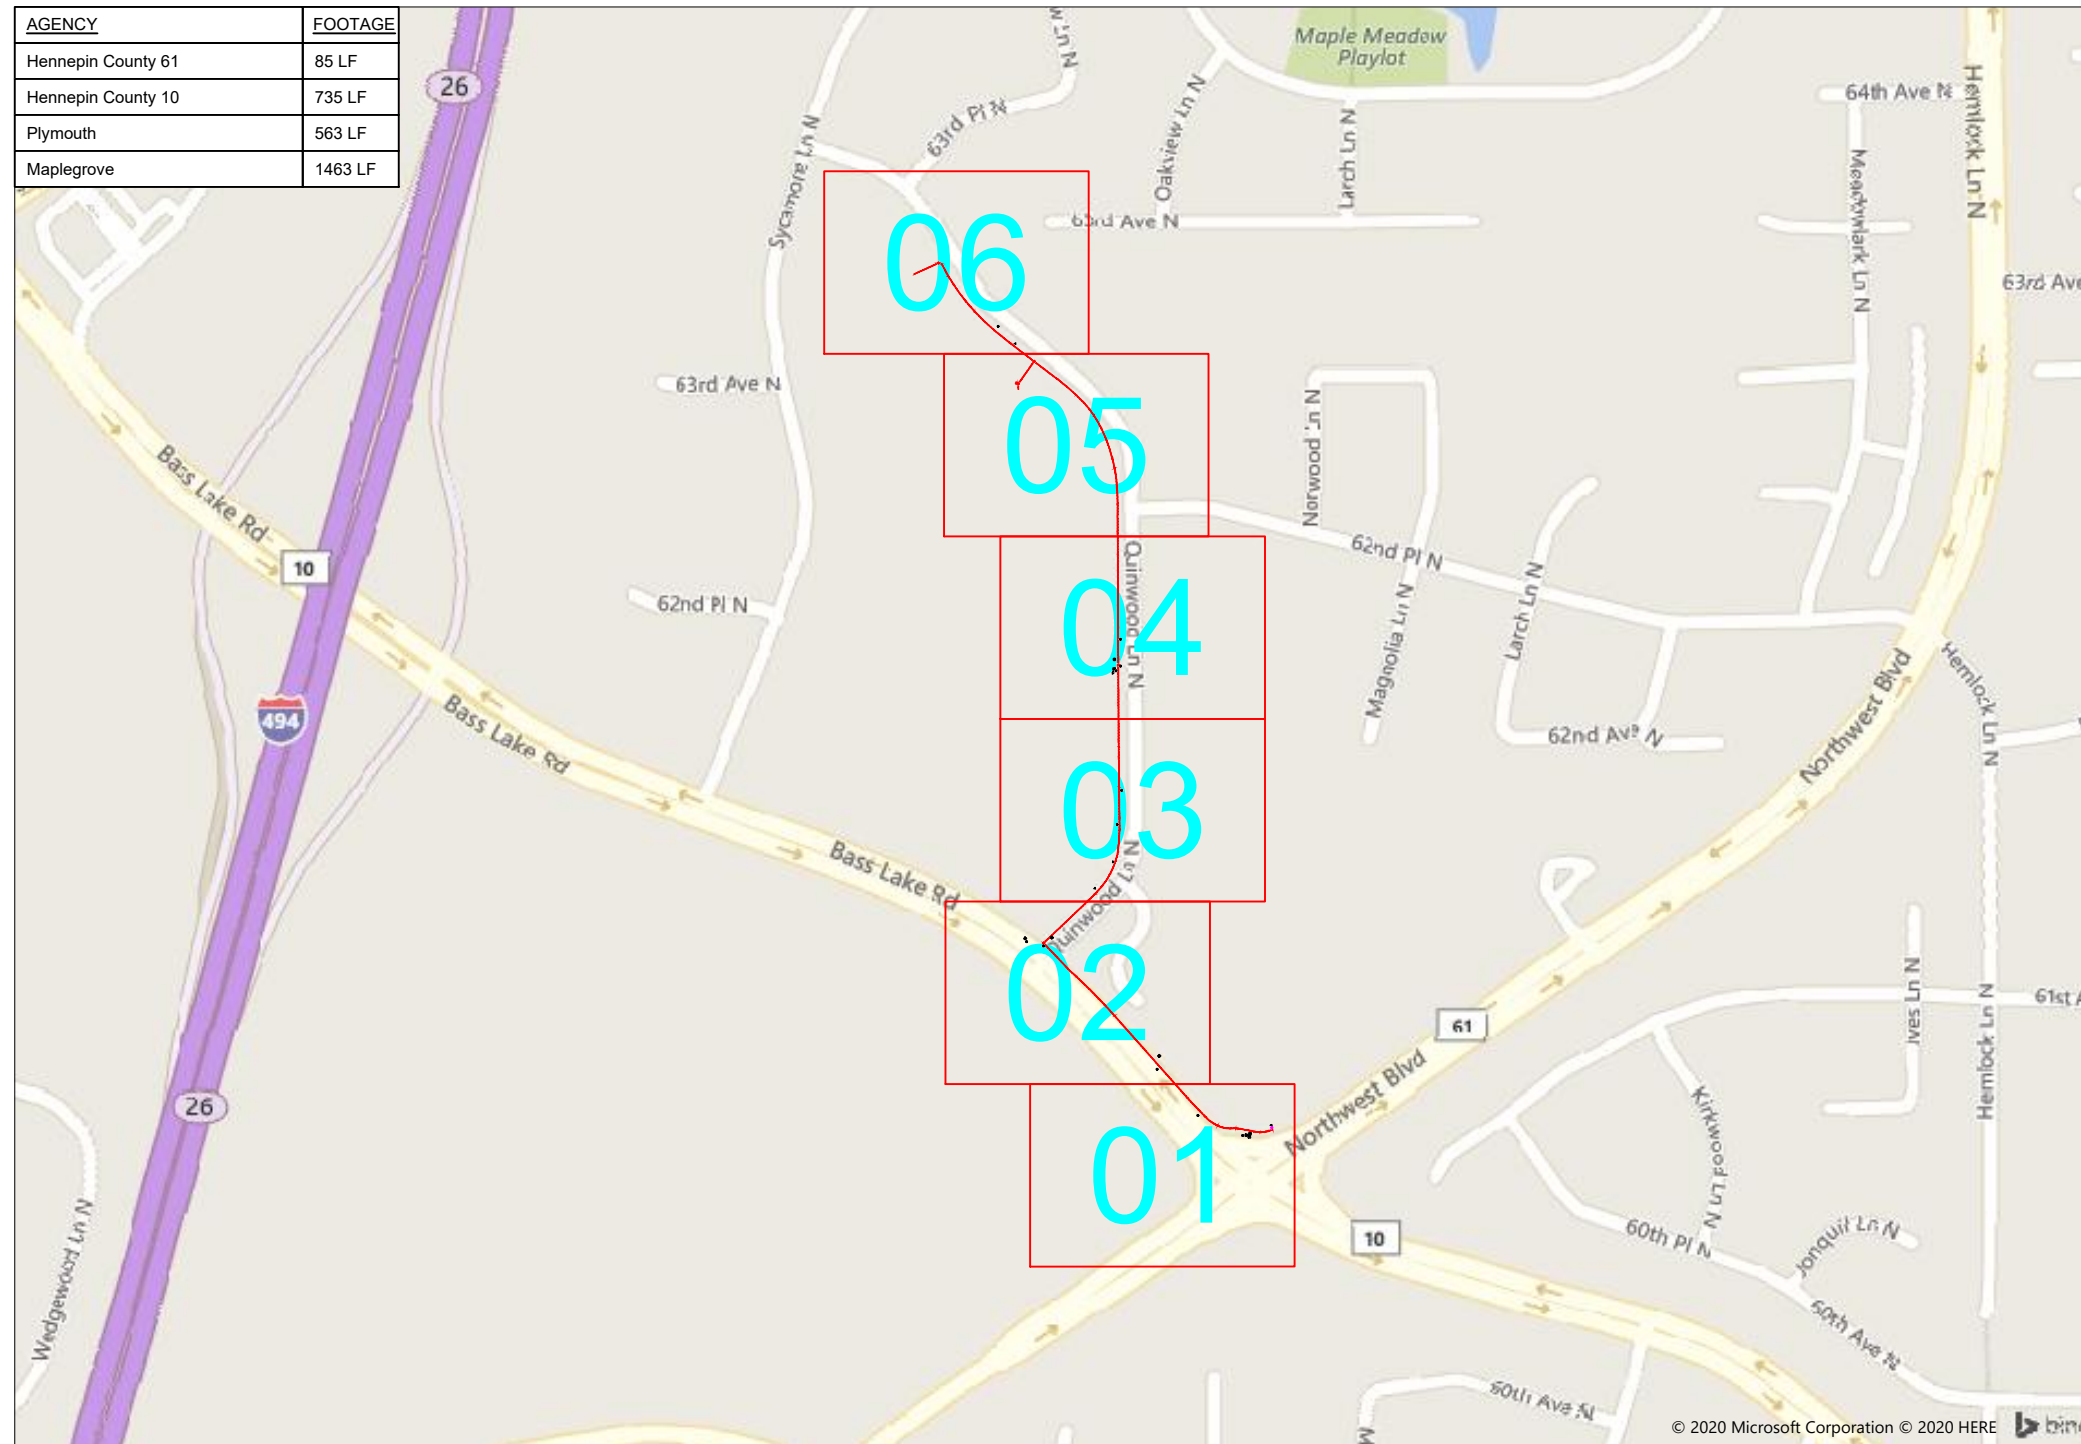 AGENCY FOOTAGE
Hennepin County 61 85 LF
Hennepin County 10 735 LF
Plymouth 563 LF
Maplegrove 1463 LF
26
Maple Meadow
Playlot
64th Ave N
Hemlock Ln N
63rd Pl N
Oakview Ln N
Larch Ln N
Sycamore Ln N
Meadowlark Ln N
63rd Ave N
63rd Ave
06
63rd Ave N
05
Norwood Ln N
Bass Lake Rd
10
62nd Pl N
62nd Pl N
Quinwood Ln N
04
Magnolia Ln N
Larch Ln N
Hemlock Ln N
Northwest Blvd
494
Bass Lake Rd
62nd Ave N
03
Bass Lake Rd
Quinwood Ln N
02
Ives Ln N
Hemlock Ln N
61st A
61
26
Northwest Blvd
Kirkwood Ln N
01
10
60th Pl N
Jonquil Ln N
Wedgewood Ln N
60th Ave N
60th Ave N
© 2020 Microsoft Corporation © 2020 HERE
bing